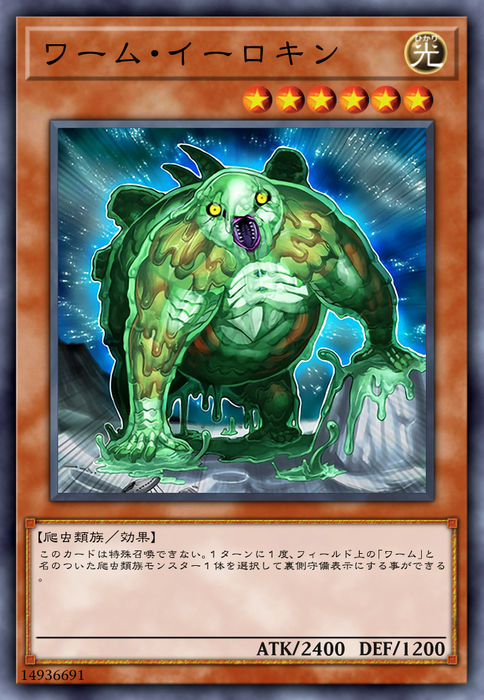 ワーム・イーロキン
ひかり
光
【爬虫類族／効果】
このカードは特殊召喚できない。１ターンに１度、フィールド上の「ワーム」と
名のついた爬虫類族モンスター１体を選択して裏側守備表示にする事ができる
。
ATK/2400 DEF/1200
14936691